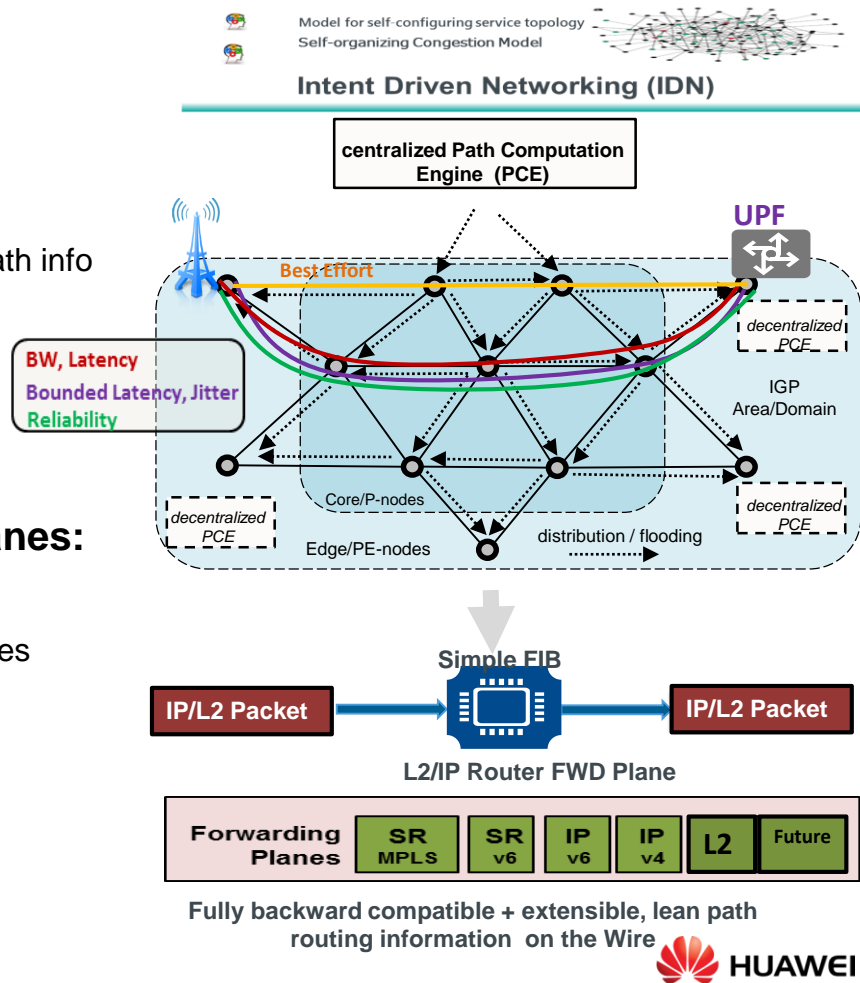 Model for self-configuring service topology
Self-organizing Congestion Model
Intent Driven Networking (IDN)
centralized Path Computation
Engine (PCE)
UPF
ath info
Best Effort
decentralized
PCE
BW, Latency
Bounded Latency, Jitter
Reliability
IGP
Area/Domain
Core/P-nodes
decentralized
PCE
decentralized
PCE
anes:
Edge/PE-nodes
distribution / flooding
es
Simple FIB
IP/L2 Packet
IP/L2 Packet
L2/IP Router FWD Plane
Forwarding
Planes
SR
MPLS
SR
v6
IP
v6
IP
v4
L2
Future
Fully backward compatible + extensible, lean path
routing information on the Wire
HUAWEI